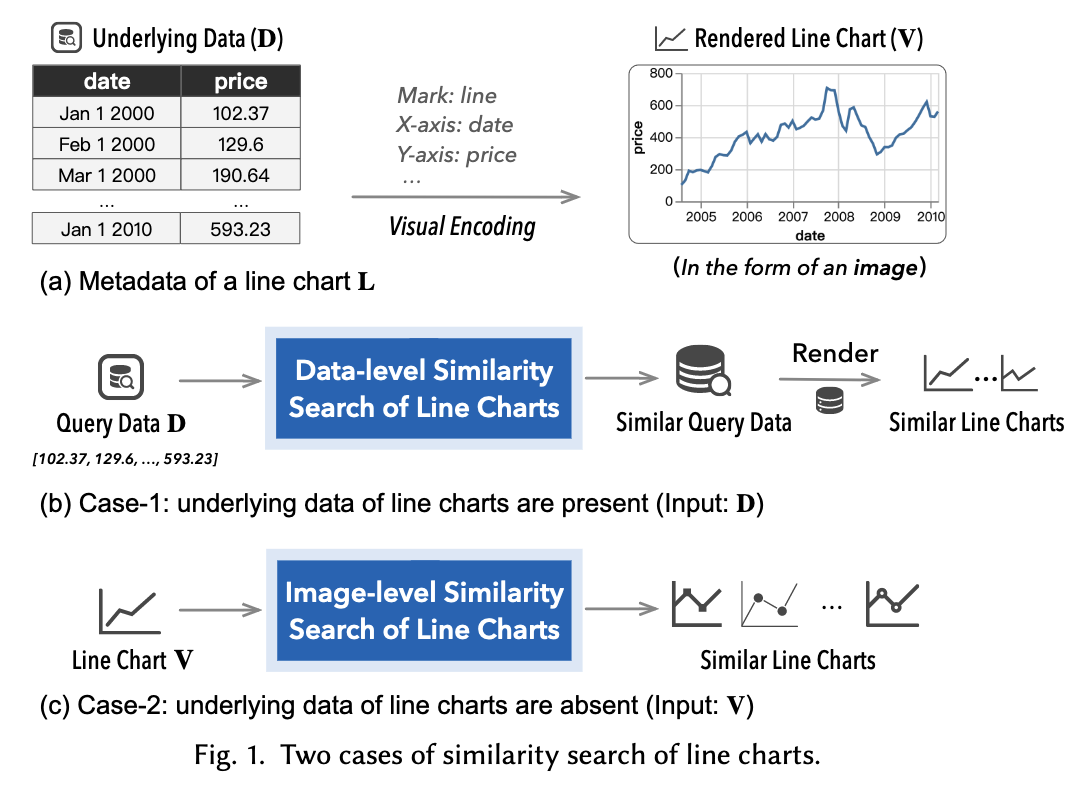 Underlying Data (D)
date price
Jan 1 2000 102.37
Feb 1 2000 129.6
Mar 1 2000 190.64
... ...
Jan 1 2010 593.23
Mark: line
X-axis: date
Y-axis: price
...
Visual Encoding
Rendered Line Chart (V)
800
600
400
200
0
price
2005 2006 2007 2008 2009 2010
date
(In the form of an image)
(a) Metadata of a line chart L
Query Data D
[102.37, 129.6, ..., 593.23]
Data-level Similarity
Search of Line Charts
Similar Query Data
Render
...
Similar Line Charts
(b) Case-1: underlying data of line charts are present (Input: D)
Line Chart V
Image-level Similarity
Search of Line Charts
...
Similar Line Charts
(c) Case-2: underlying data of line charts are absent (Input: V)
Fig. 1. Two cases of similarity search of line charts.